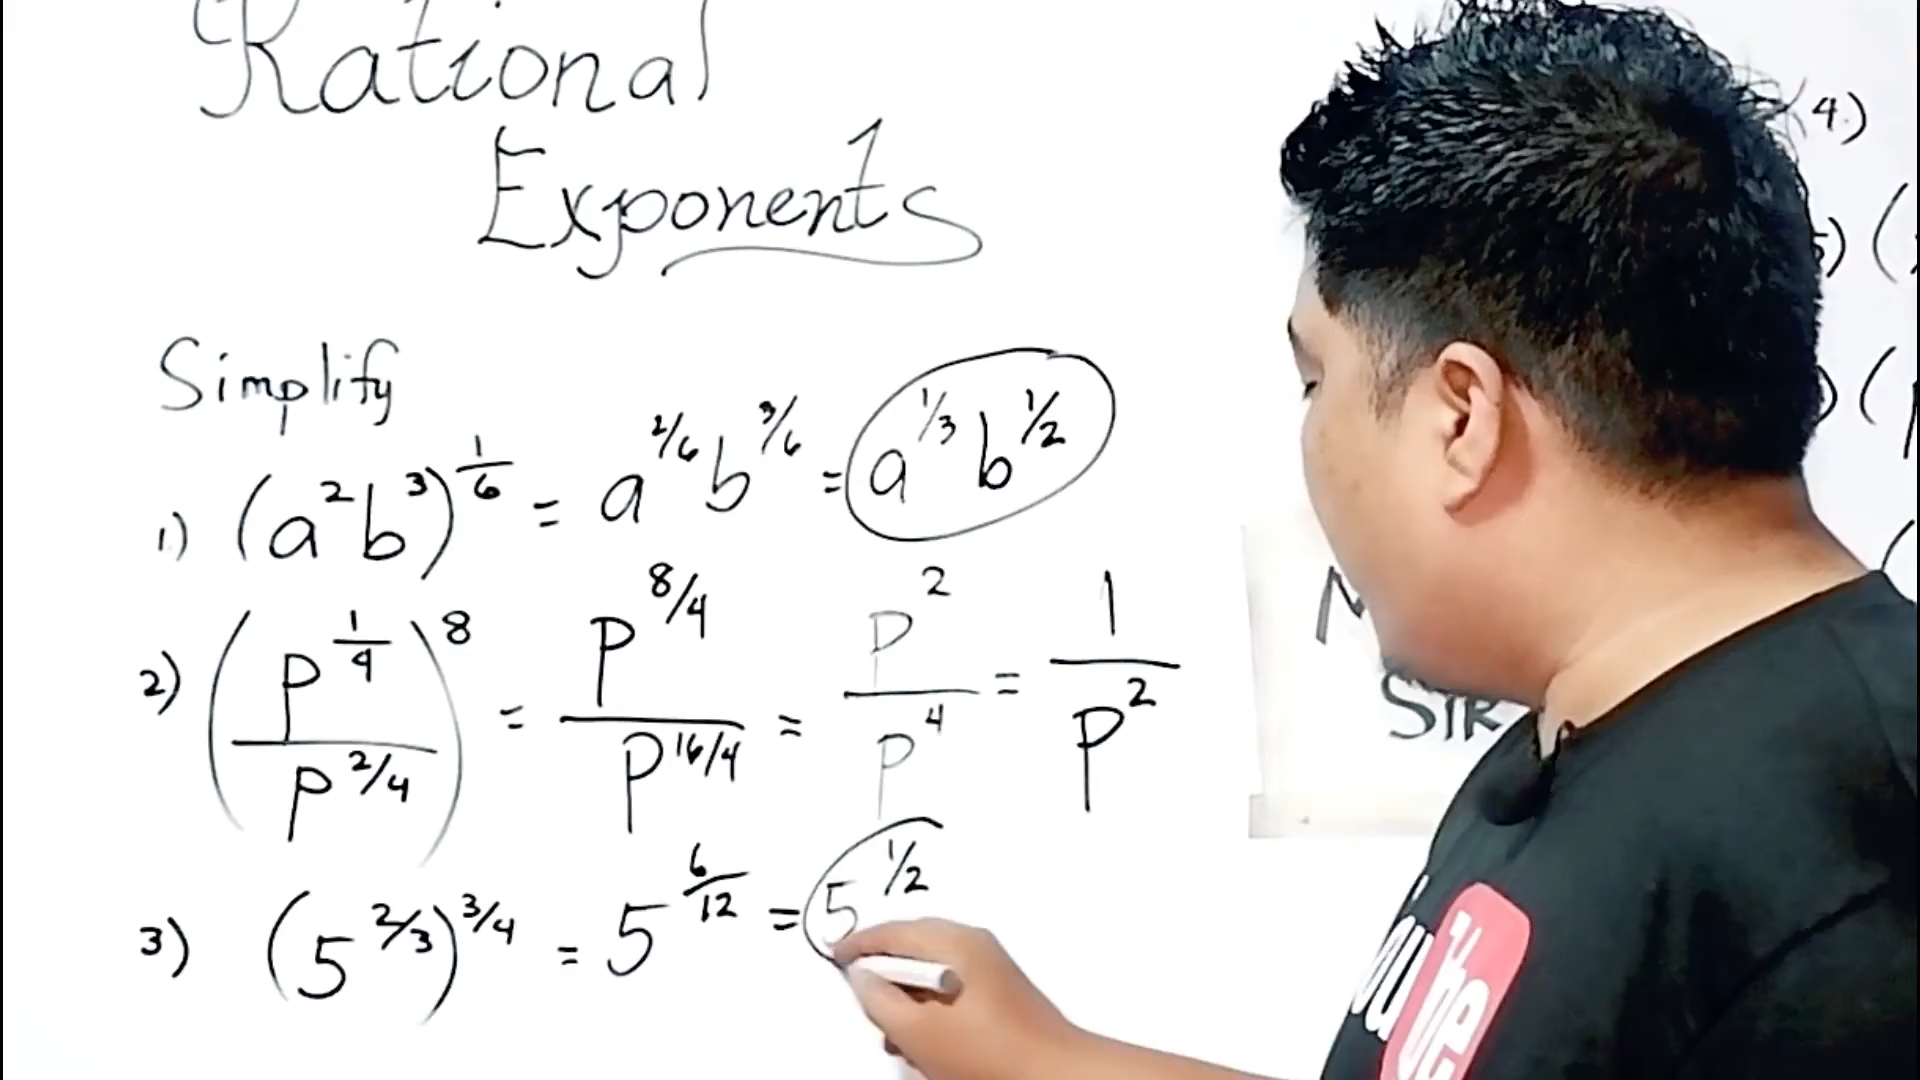 Rational
Exponents
Simplify
1.) (a²b³)^(1/6) = a^(2/6) b^(3/6) = a^(1/3) b^(1/2)
2) (p^(1/4) / p^(2/4))^8 = p^(8/4) / p^(16/4) = p² / p⁴ = 1 / p²
3) (5^(2/3))^(3/4) = 5^(6/12) = 5^(1/2)
4.)
SIR